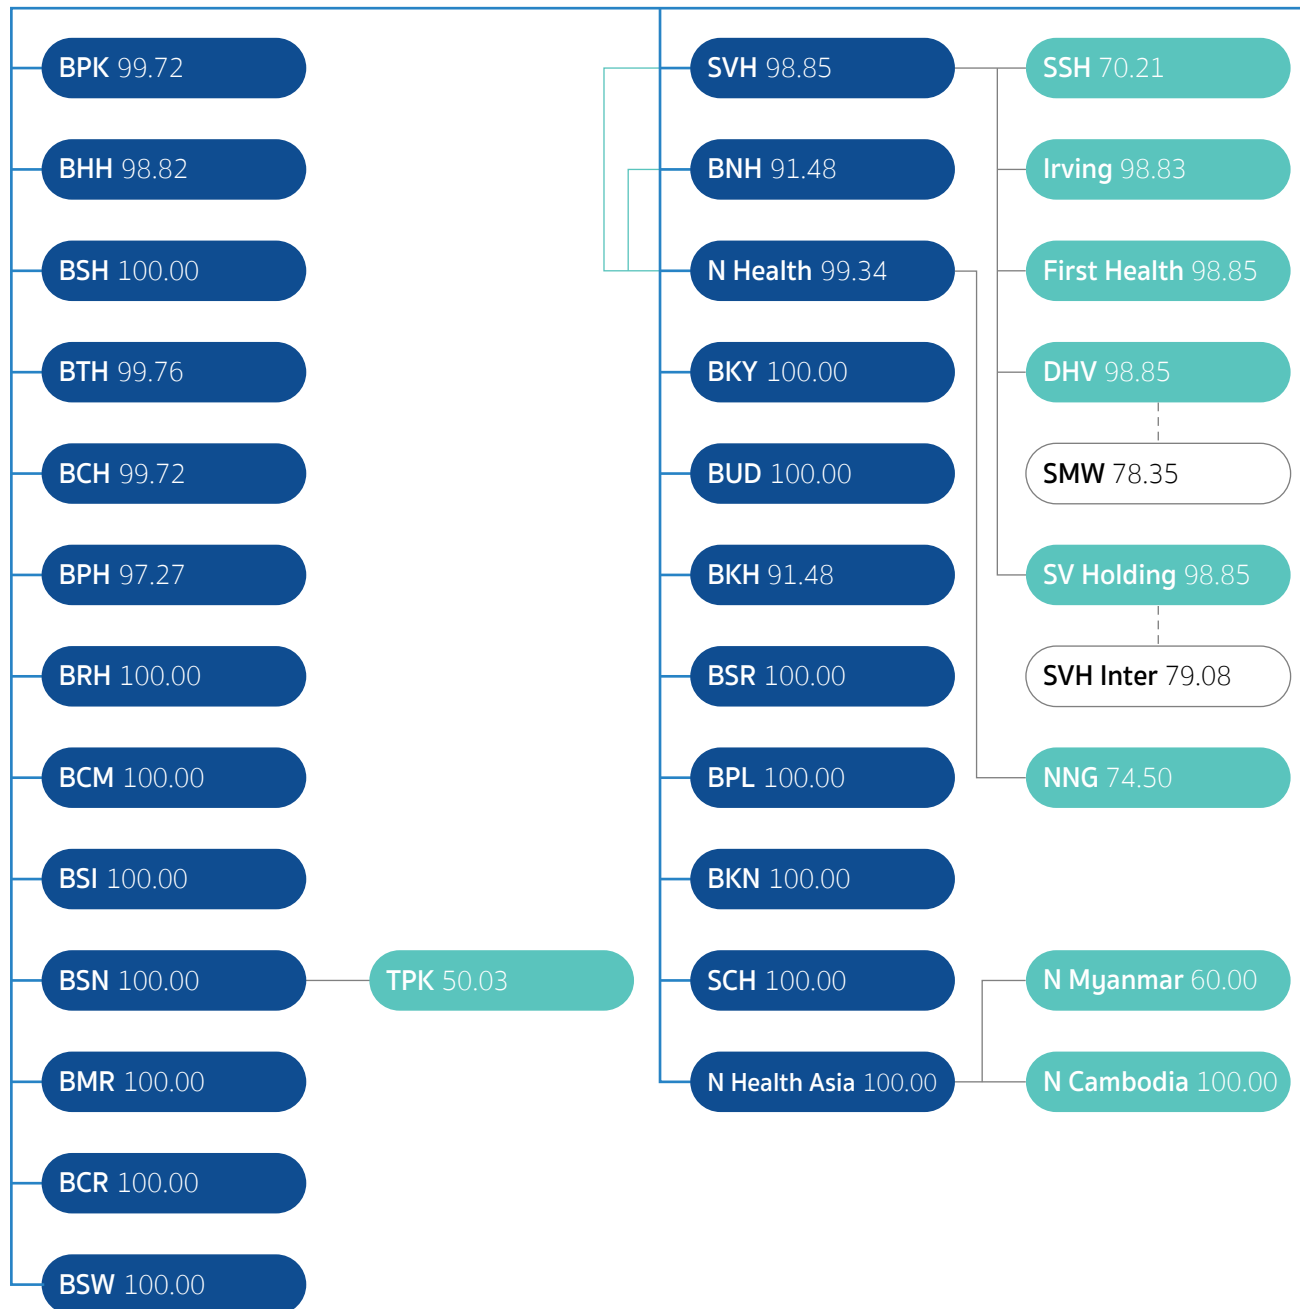 BPK 99.72
BHH 98.82
BSH 100.00
BTH 99.76
BCH 99.72
BPH 97.27
BRH 100.00
BCM 100.00
BSI 100.00
BSN 100.00
TPK 50.03
BMR 100.00
BCR 100.00
BSW 100.00
SVH 98.85
BNH 91.48
N Health 99.34
BKY 100.00
BUD 100.00
BKH 91.48
BSR 100.00
BPL 100.00
BKN 100.00
SCH 100.00
N Health Asia 100.00
SSH 70.21
Irving 98.83
First Health 98.85
DHV 98.85
SMW 78.35
SV Holding 98.85
SVH Inter 79.08
NNG 74.50
N Myanmar 60.00
N Cambodia 100.00